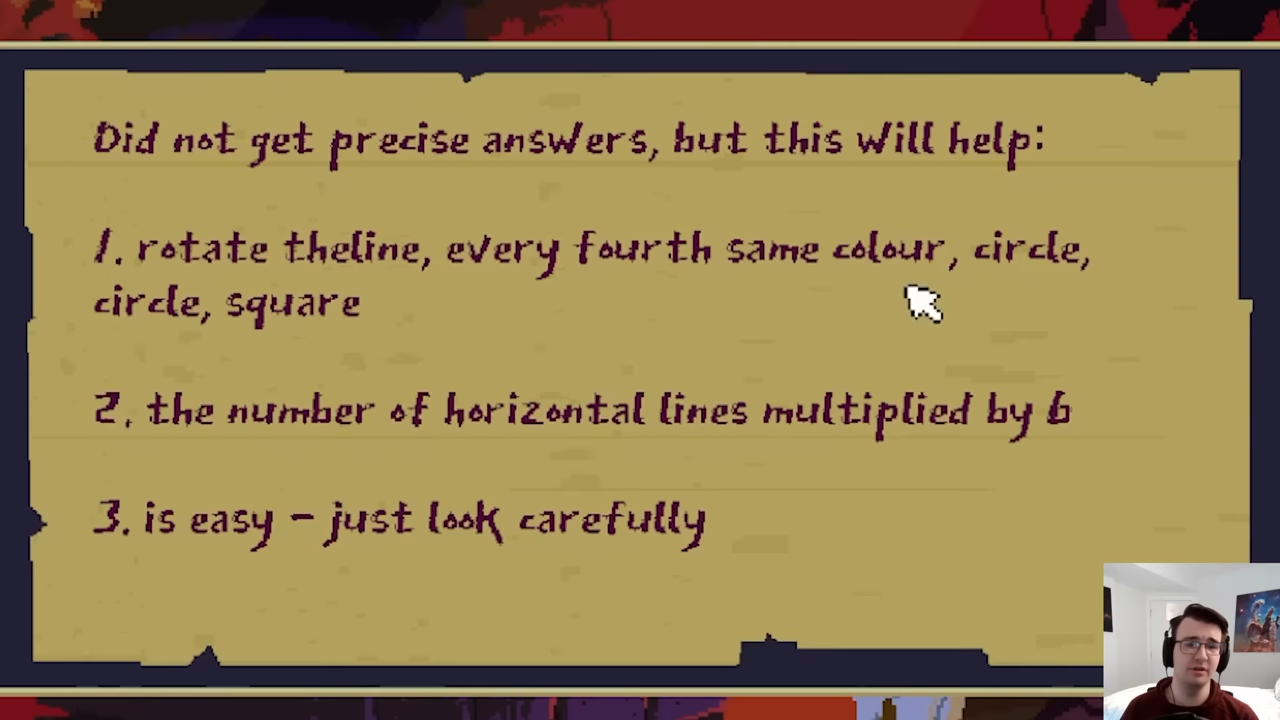 Did not get precise answers, but this will help:
1. rotate theline, every fourth same colour, circle,
circle, square
2. the number of horizontal lines multiplied by 6
3. is easy - just look carefully